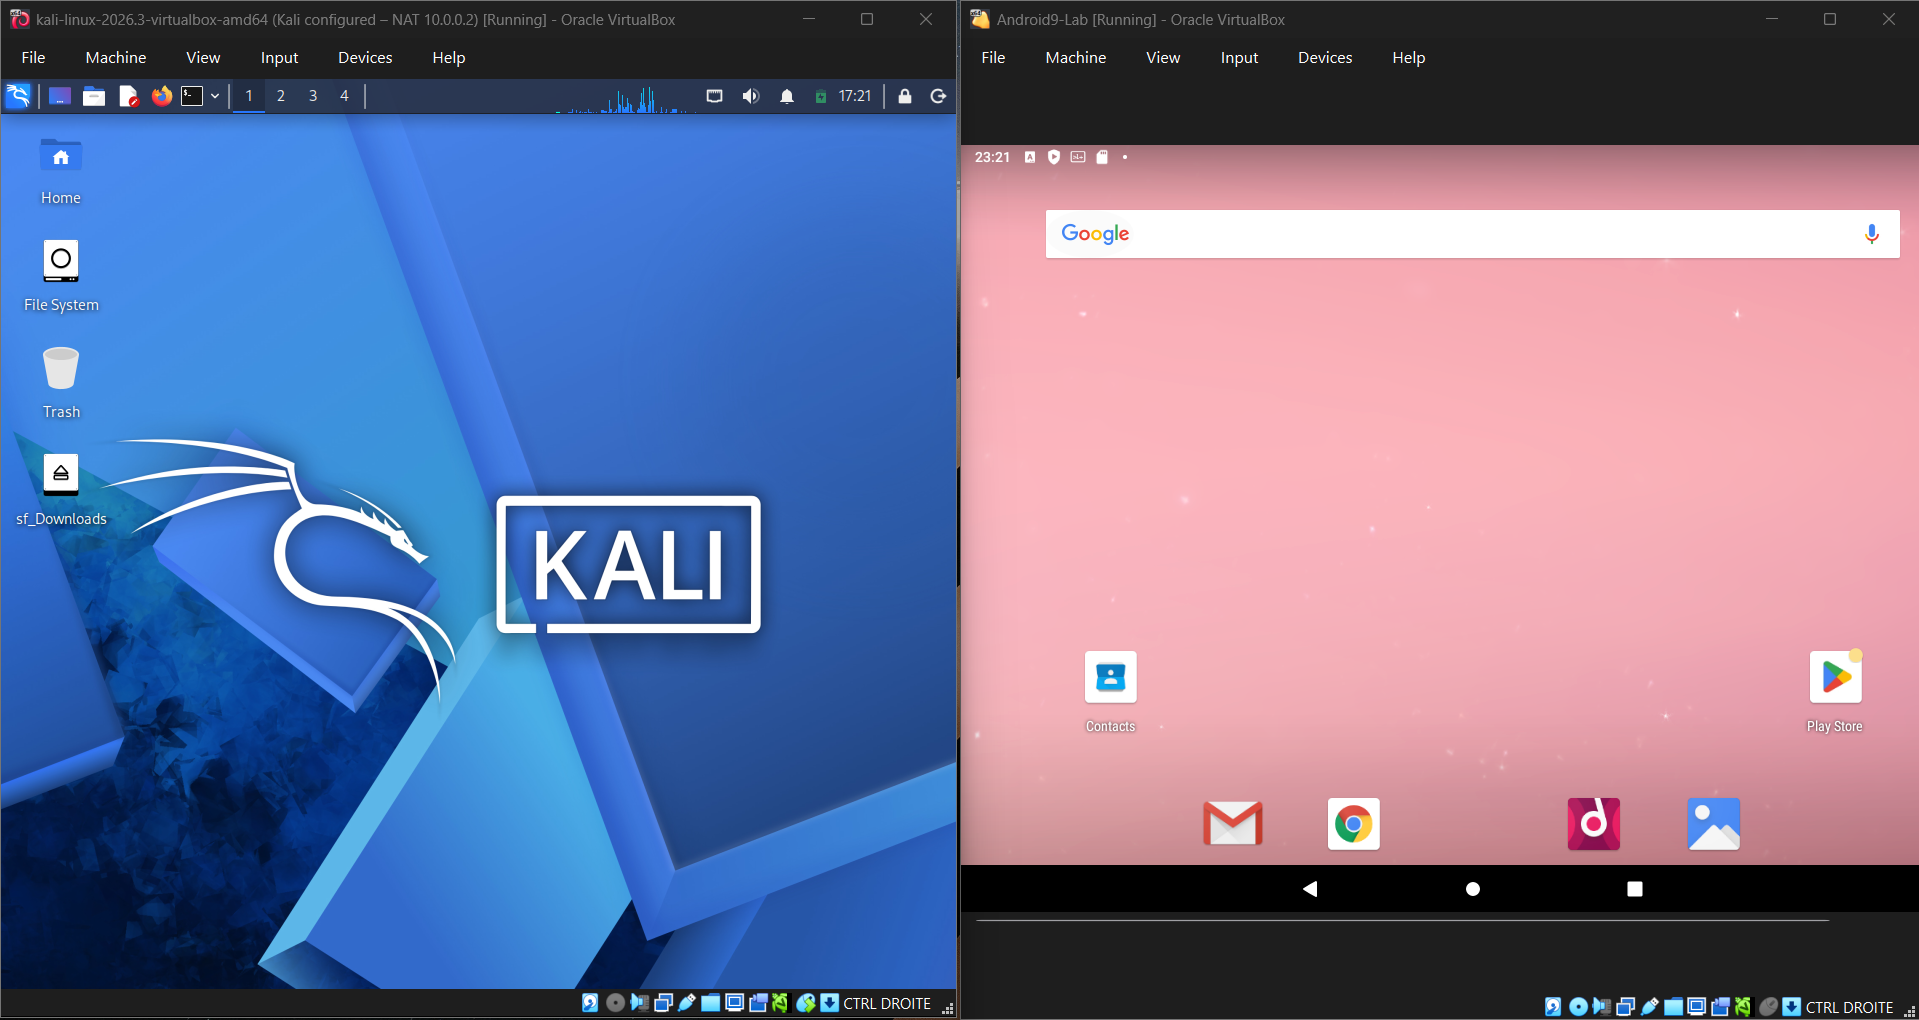 kali-linux-2026.3-virtualbox-amd64 (Kali configured – NAT 10.0.0.2) [Running] - Oracle VirtualBox
File Machine View Input Devices Help
1 2 3 4 17:21
Home
File System
Trash
sf_Downloads
KALI
CTRL DROITE
Android9-Lab [Running] - Oracle VirtualBox
File Machine View Input Devices Help
23:21
Google
Contacts
Play Store
CTRL DROITE